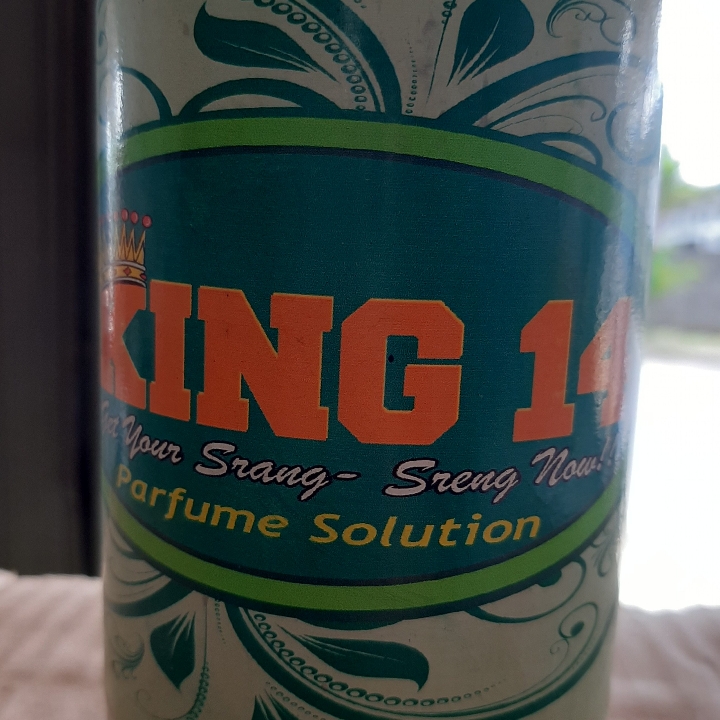 KING 14
Get Your Srang- Sreng Now!!
Parfume Solution